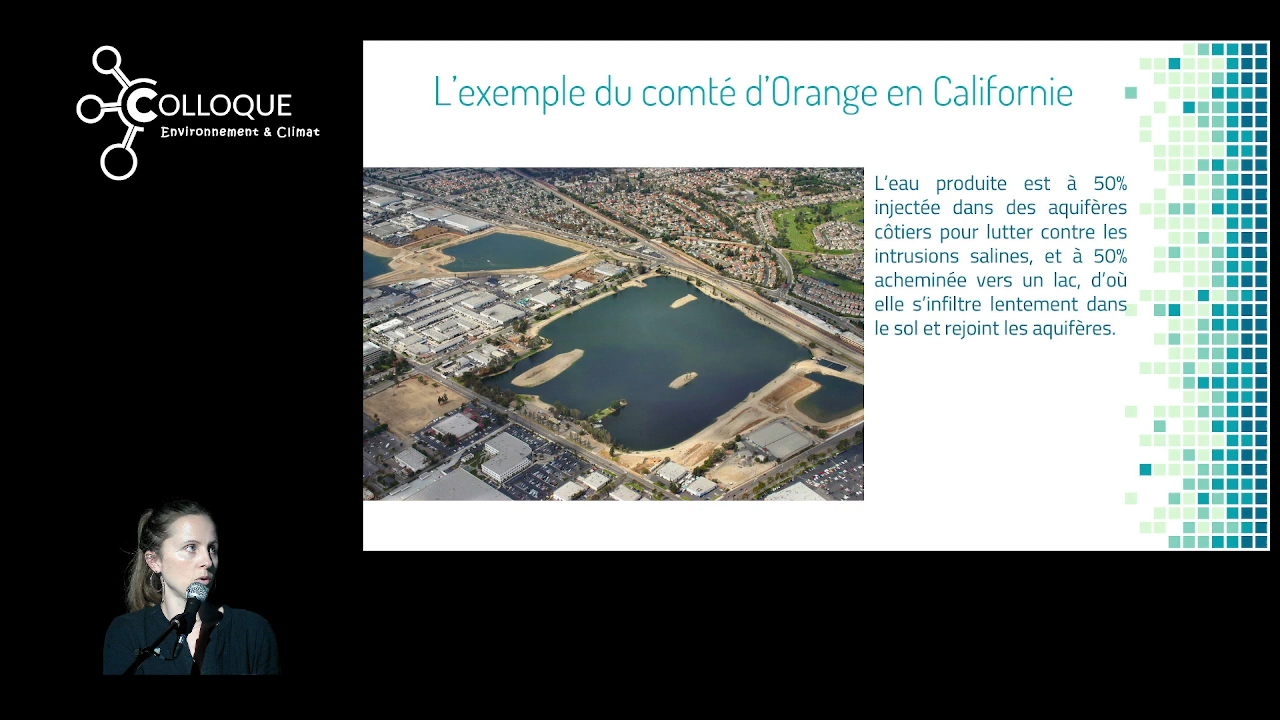 COLLOQUE
Environnement & Climat
L'exemple du comté d'Orange en Californie
L'eau produite est à 50%
injectée dans des aquifères
côtiers pour lutter contre les
intrusions salines, et à 50%
acheminée vers un lac, d'où
elle s'infiltre lentement dans
le sol et rejoint les aquifères.